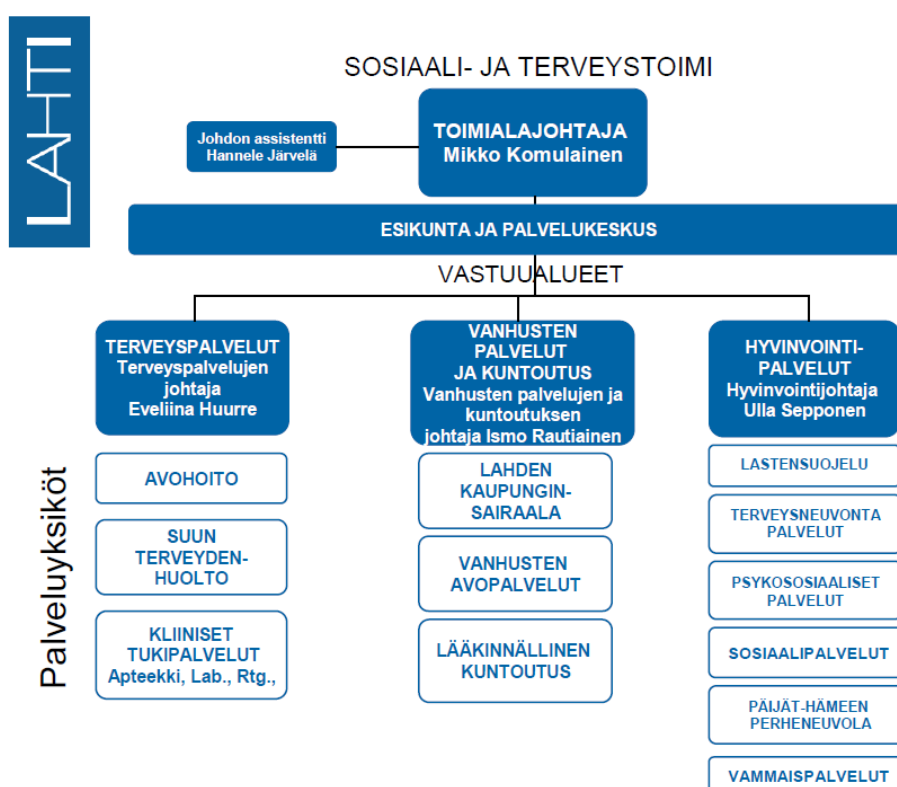 LAHTI
SOSIAALI- JA TERVEYSTOIMI
TOIMIALAJOHTAJA
Mikko Komulainen
Johdon assistentti
Hannele Järvelä
ESIKUNTA JA PALVELUKESKUS
VASTUUALUEET
TERVEYSPALVELUT
Terveyspalvelujen
johtaja
Eveliina Huurre
VANHUSTEN
PALVELUT
JA KUNTOUTUS
Vanhusten palvelujen ja
kuntoutuksen
johtaja Ismo Rautiainen
HYVINVOINTI-
PALVELUT
Hyvinvointijohtaja
Ulla Sepponen
Palveluyksiköt
AVOHOITO
SUUN
TERVEYDEN-
HUOLTO
KLIINISET
TUKIPALVELUT
Apteekki, Lab., Rtg.,
LAHDEN
KAUPUNGIN-
SAIRAALA
VANHUSTEN
AVOPALVELUT
LÄÄKINNÄLLINEN
KUNTOUTUS
LASTENSUOJELU
TERVEYSNEUVONTA
PALVELUT
PSYKOSOSIAALISET
PALVELUT
SOSIAALIPALVELUT
PÄIJÄT-HÄMEEN
PERHENEUVOLA
VAMMAISPALVELUT